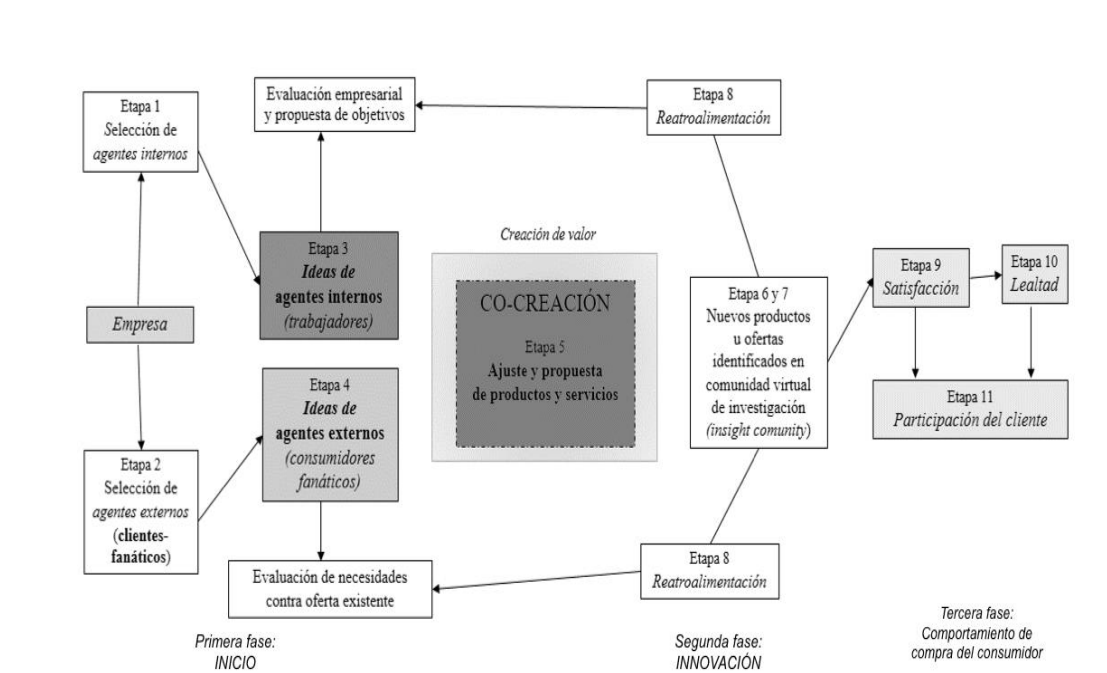 Etapa 1
Selección de
agentes internos
Evaluación empresarial
y propuesta de objetivos
Etapa 8
Reatroalimentación
Etapa 3
Ideas de
agentes internos
(trabajadores)
Empresa
Etapa 4
Ideas de
agentes externos
(consumidores
fanáticos)
Etapa 2
Selección de
agentes externos
(clientes-
fanáticos)
Evaluación de necesidades
contra oferta existente
Creación de valor
CO-CREACIÓN
Etapa 5
Ajuste y propuesta
de productos y servicios
Etapa 6 y 7
Nuevos productos
u ofertas
identificados en
comunidad virtual
de investigación
(insight comunity)
Etapa 8
Reatroalimentación
Etapa 9
Satisfacción
Etapa 10
Lealtad
Etapa 11
Participación del cliente
Primera fase:
INICIO
Segunda fase:
INNOVACIÓN
Tercera fase:
Comportamiento de
compra del consumidor